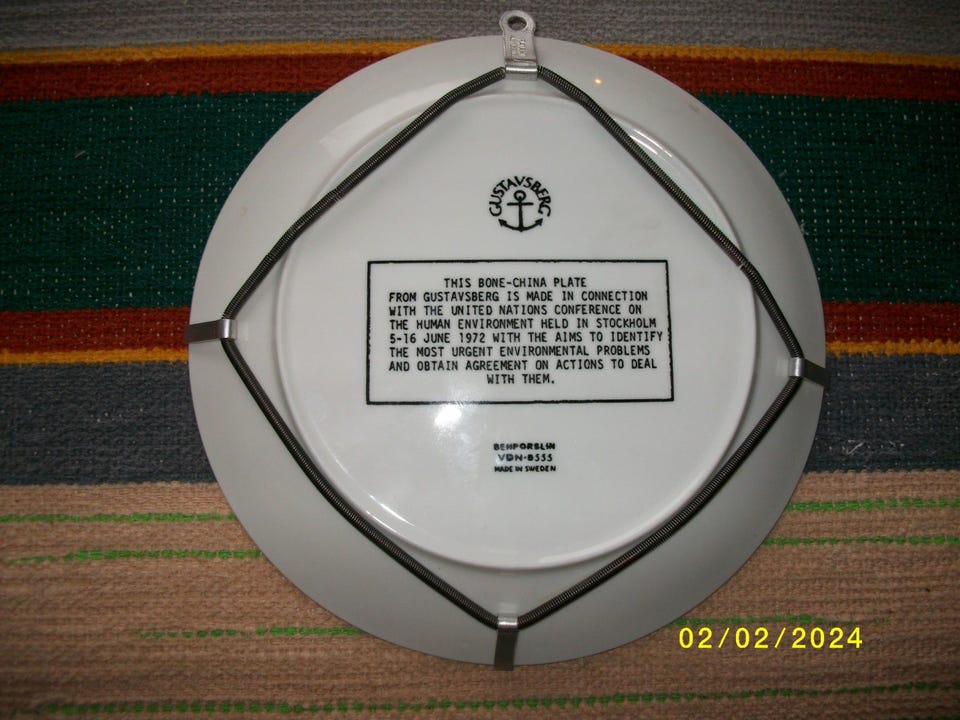 GUSTAVSBERG
THIS BONE-CHINA PLATE
FROM GUSTAVSBERG IS MADE IN CONNECTION
WITH THE UNITED NATIONS CONFERENCE ON
THE HUMAN ENVIRONMENT HELD IN STOCKHOLM
5-16 JUNE 1972 WITH THE AIMS TO IDENTIFY
THE MOST URGENT ENVIRONMENTAL PROBLEMS
AND OBTAIN AGREEMENT ON ACTIONS TO DEAL
WITH THEM.
BENPORSLIN
VDN-B555
MADE IN SWEDEN
02/02/2024